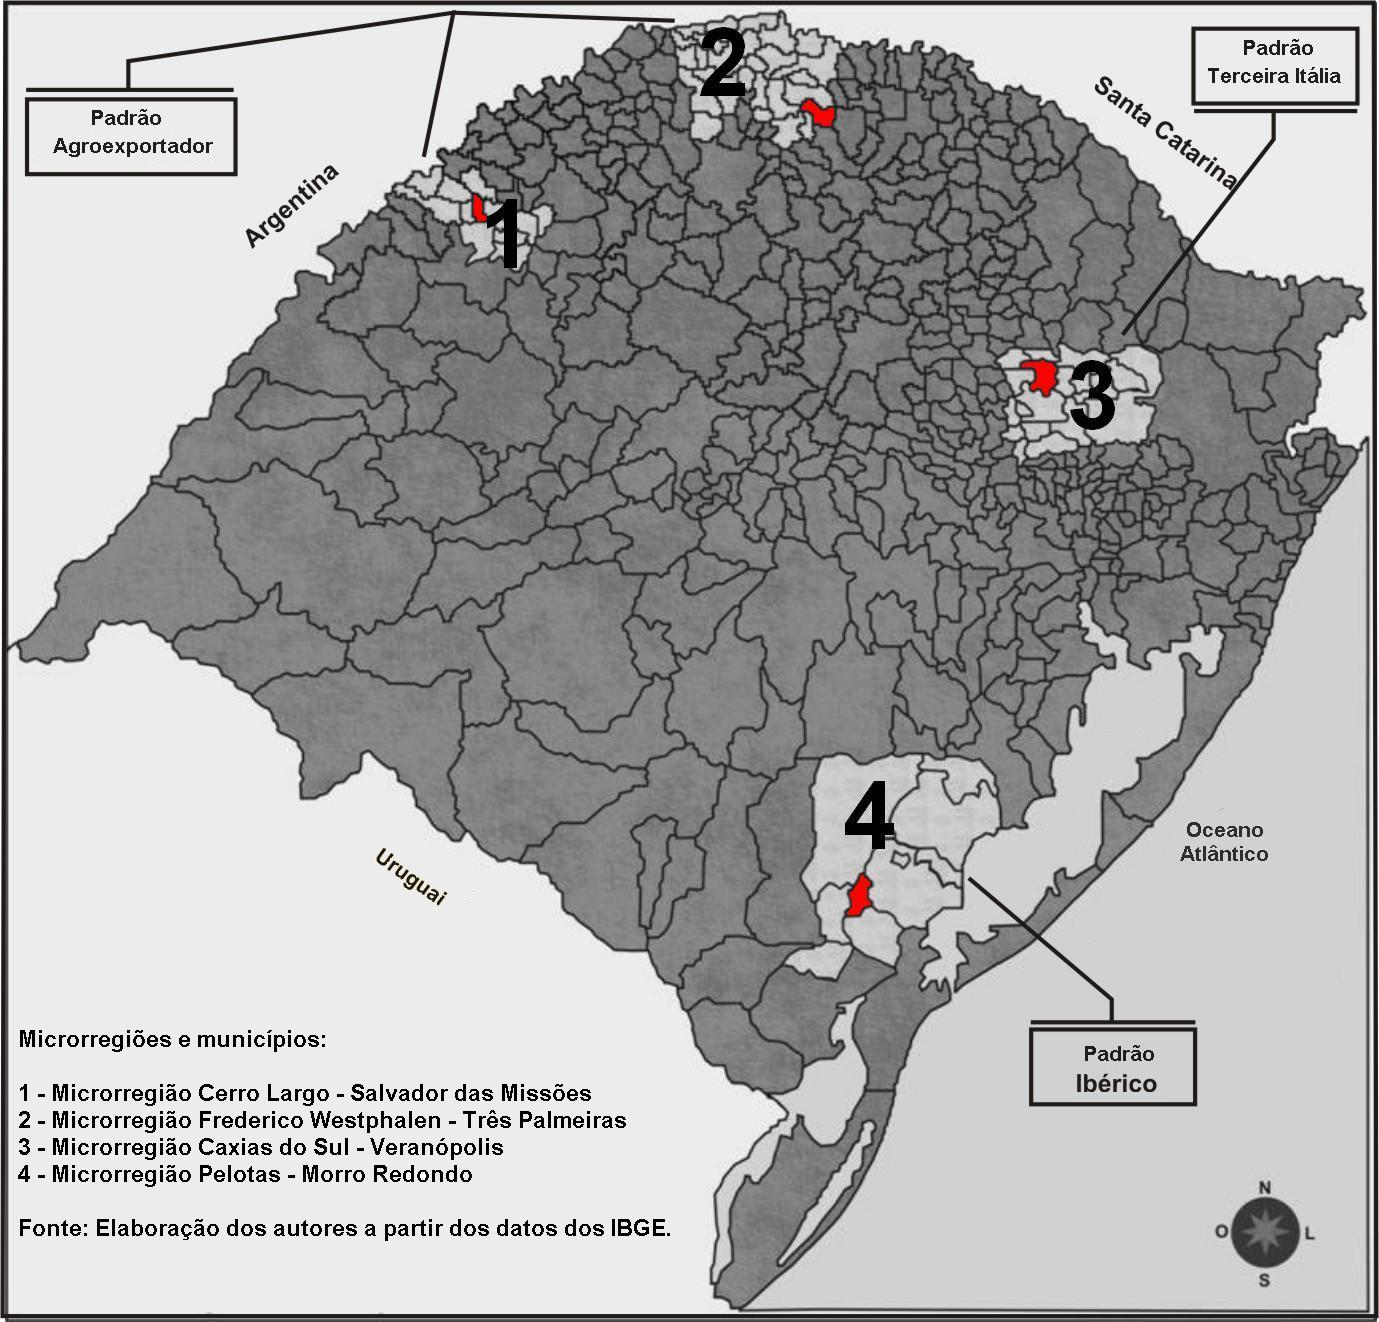 2
Padrão
Terceira Itália
Padrão
Agroexportador
Santa Catarina
Argentina
1
3
4
Oceano
Atlântico
Uruguai
Padrão
Ibérico
Microrregiões e municípios:
1 - Microrregião Cerro Largo - Salvador das Missões
2 - Microrregião Frederico Westphalen - Três Palmeiras
3 - Microrregião Caxias do Sul - Veranópolis
4 - Microrregião Pelotas - Morro Redondo
Fonte: Elaboração dos autores a partir dos datos dos IBGE.
N
O
L
S